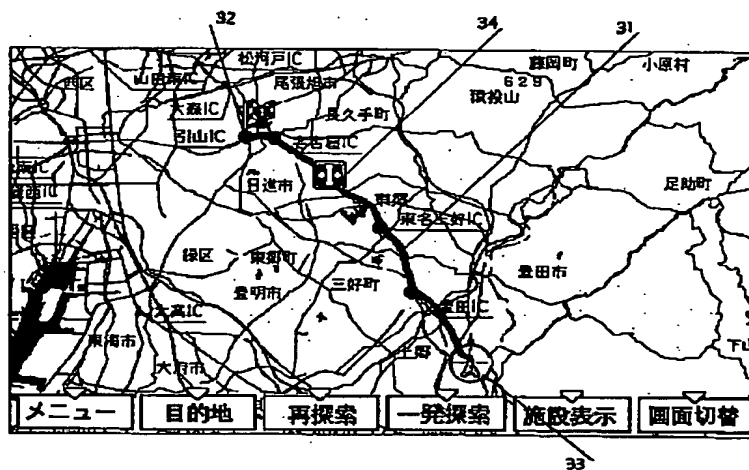 32
34
31
松河戸IC
藤岡町
小原村
西区
尾張旭市
629
猿投山
大森IC
長久手町
引山IC
名古屋IC
1
日進市
足助町
東郷
東名三好IC
緑区
東郷町
豊田市
豊明市
三好町
大高IC
豊田IC
東海市
大府市
下山
メニュー
目的地
再探索
一発探索
施設表示
画面切替
33